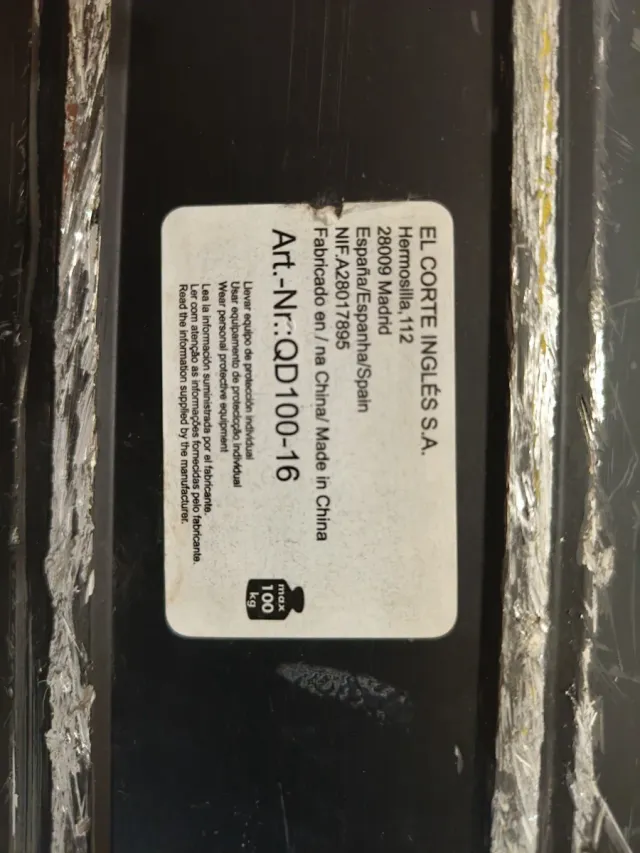 EL CORTE INGLÉS S.A.
Hermosilla,112
28009 Madrid
España/Espanha/Spain
NIF.A28017895
Fabricado en / na China/ Made in China
Art.-Nr.:QD100-16
Llevar equipo de protección individual
Usar equipamento de protecicção individual
Wear personal protective equipment
Lea la información suministrada por el fabricante.
Ler com atenção as informações fornecidas pelo fabricante.
Read the information supplied by the manufacturer.
max
100
kg